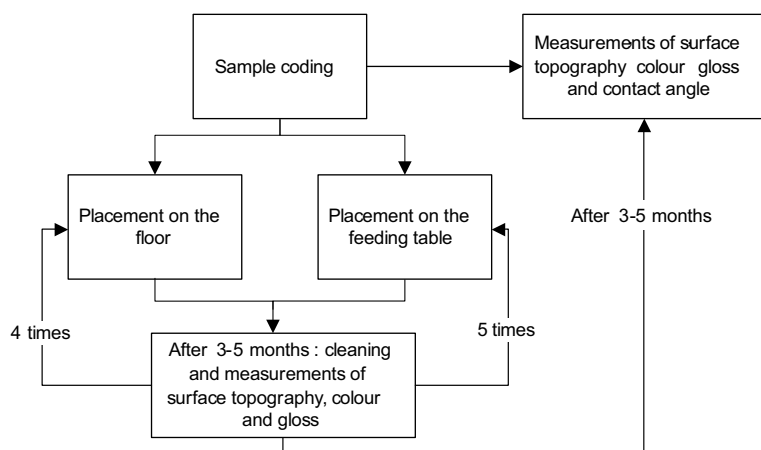 Sample coding
Measurements of surface
topography colour gloss
and contact angle
Placement on the
floor
Placement on the
feeding table
After 3-5 months
4 times
5 times
After 3-5 months : cleaning
and measurements of
surface topography, colour
and gloss